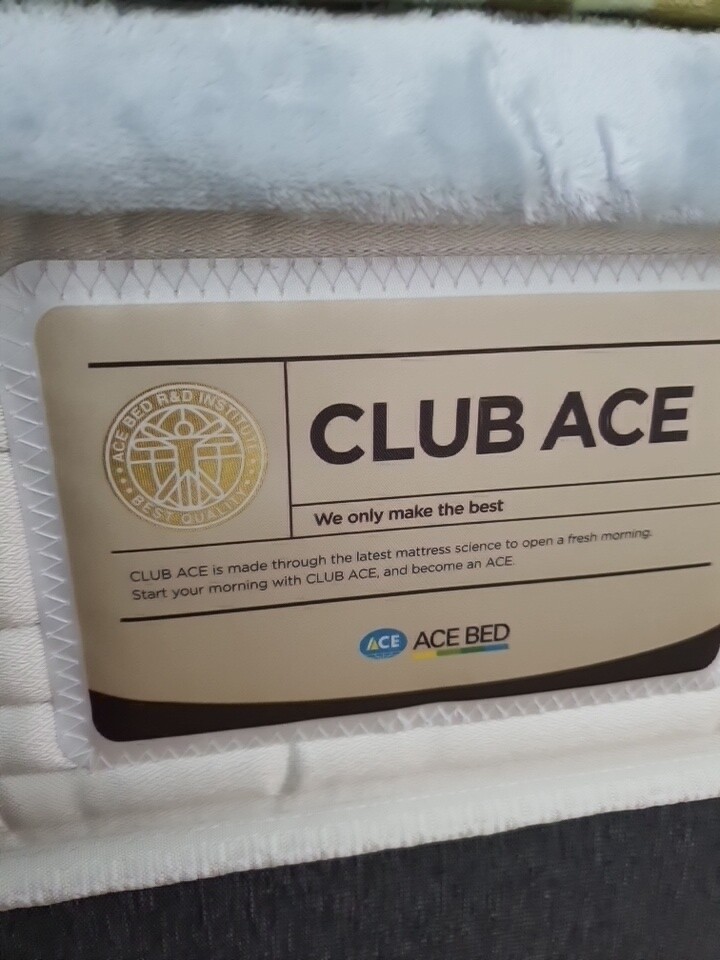 ACE BED R&D INSTITUTE
BEST QUALITY
CLUB ACE
We only make the best
CLUB ACE is made through the latest mattress science to open a fresh morning.
Start your morning with CLUB ACE, and become an ACE.
ACE ACE BED